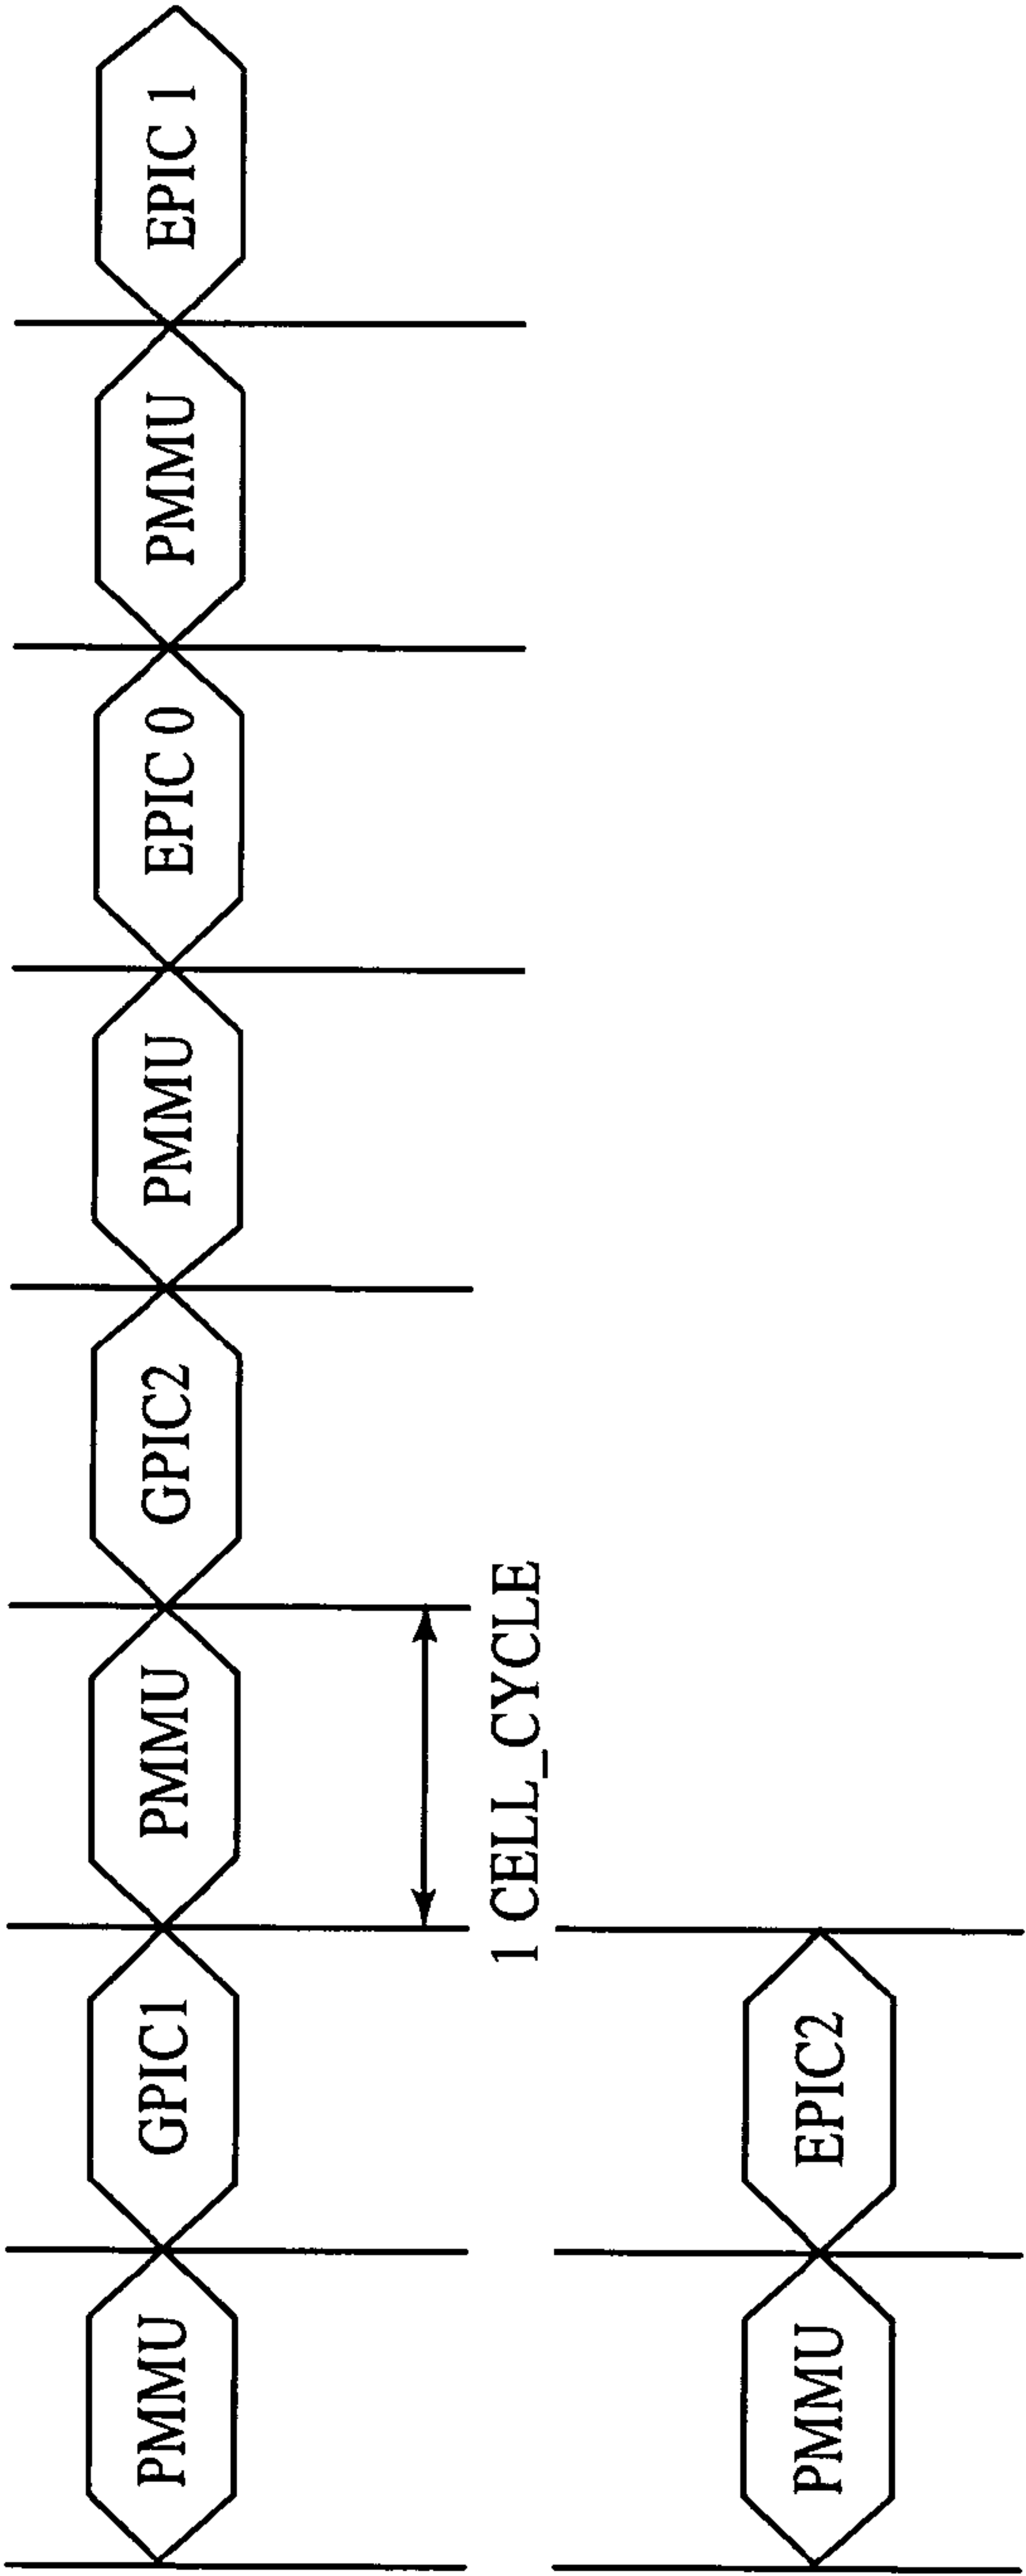 PMMU
GPIC1
PMMU
GPIC2
PMMU
EPIC 0
PMMU
EPIC 1
1 CELL_CYCLE
PMMU
EPIC2